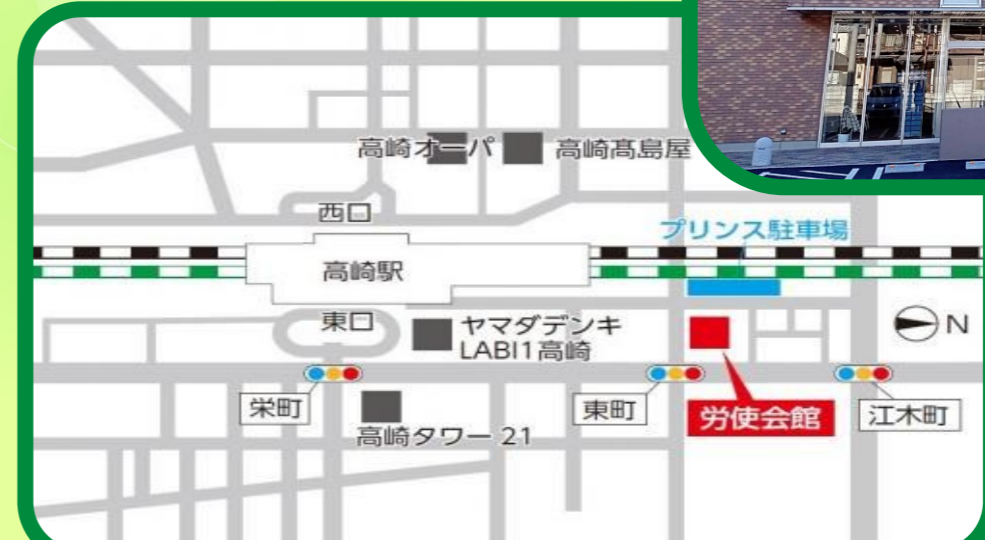 高崎オーパ
高崎髙島屋
西口
プリンス駐車場
高崎駅
東口
ヤマダデンキ
LABI1高崎
N
栄町
東町
労使会館
江木町
高崎タワー 21